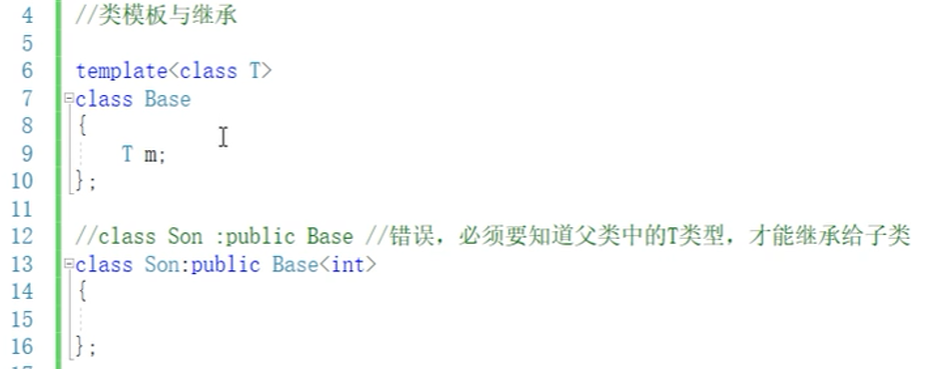 4 //类模板与继承
5
6 template<class T>
7 class Base
8 {
9 T m;
10 };
11
12 //class Son :public Base //错误，必须要知道父类中的T类型，才能继承给子类
13 class Son:public Base<int>
14 {
15
16 };